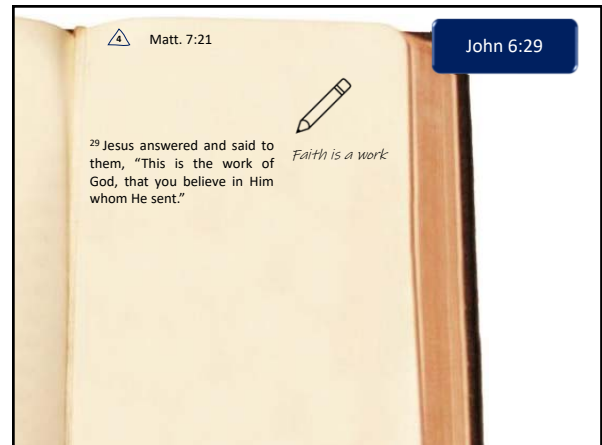 4 Matt. 7:21
John 6:29
29 Jesus answered and said to
them, “This is the work of
God, that you believe in Him
whom He sent.”
Faith is a work